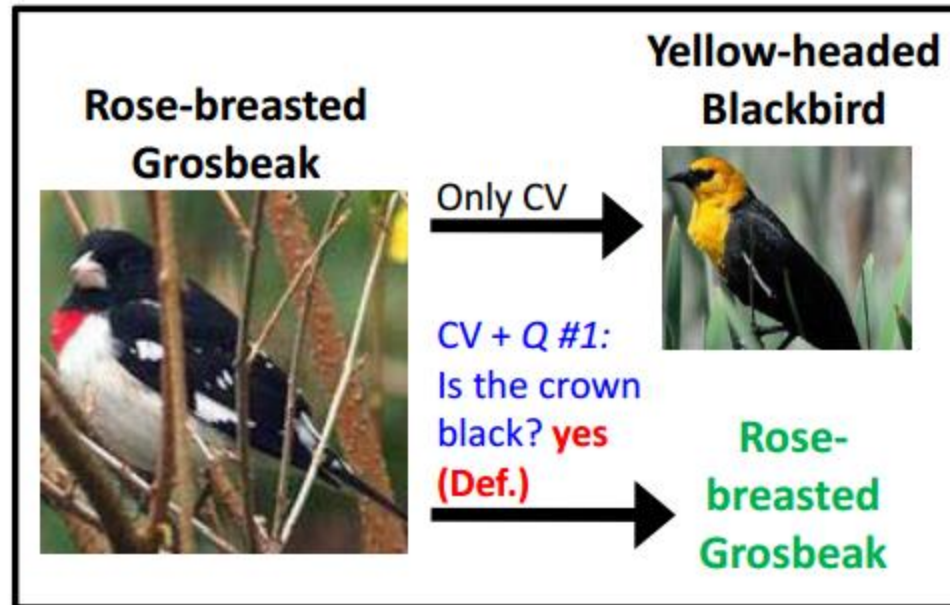 Rose-breasted
Grosbeak
Only CV
Yellow-headed
Blackbird
CV + Q #1:
Is the crown
black? yes
(Def.)
Rose-
breasted
Grosbeak